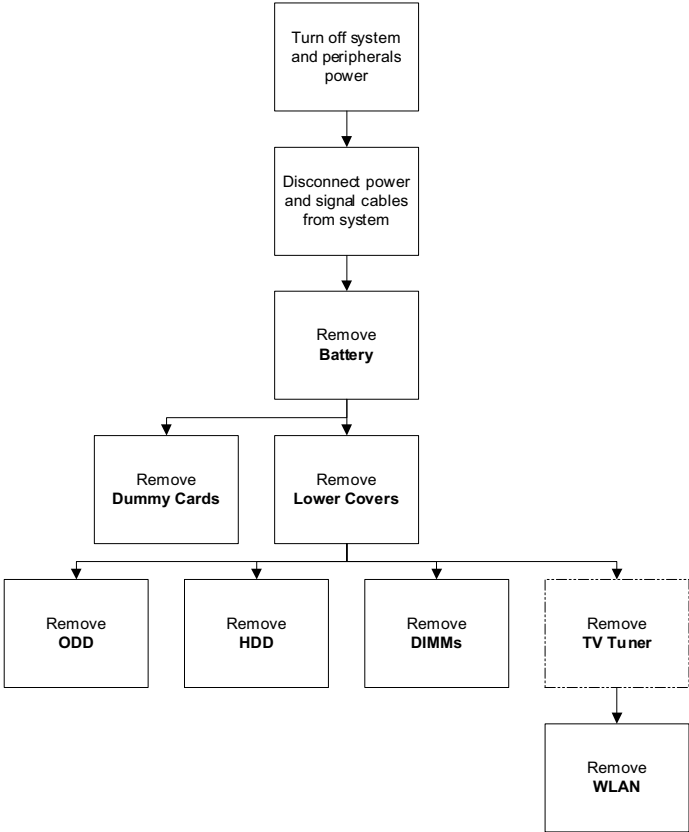 Turn off system
and peripherals
power
Disconnect power
and signal cables
from system
Remove
Battery
Remove
Dummy Cards
Remove
Lower Covers
Remove
ODD
Remove
HDD
Remove
DIMMs
Remove
TV Tuner
Remove
WLAN